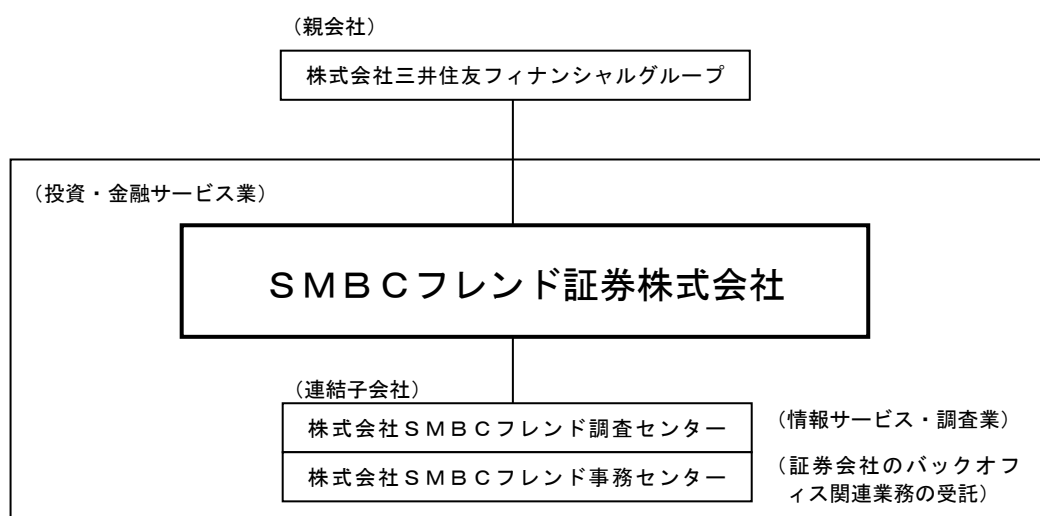 （親会社）
株式会社三井住友フィナンシャルグループ
（投資・金融サービス業）
ＳＭＢＣフレンド証券株式会社
（連結子会社）
株式会社ＳＭＢＣフレンド調査センター
（情報サービス・調査業）
株式会社ＳＭＢＣフレンド事務センター
（証券会社のバックオフ
ィス関連業務の受託）